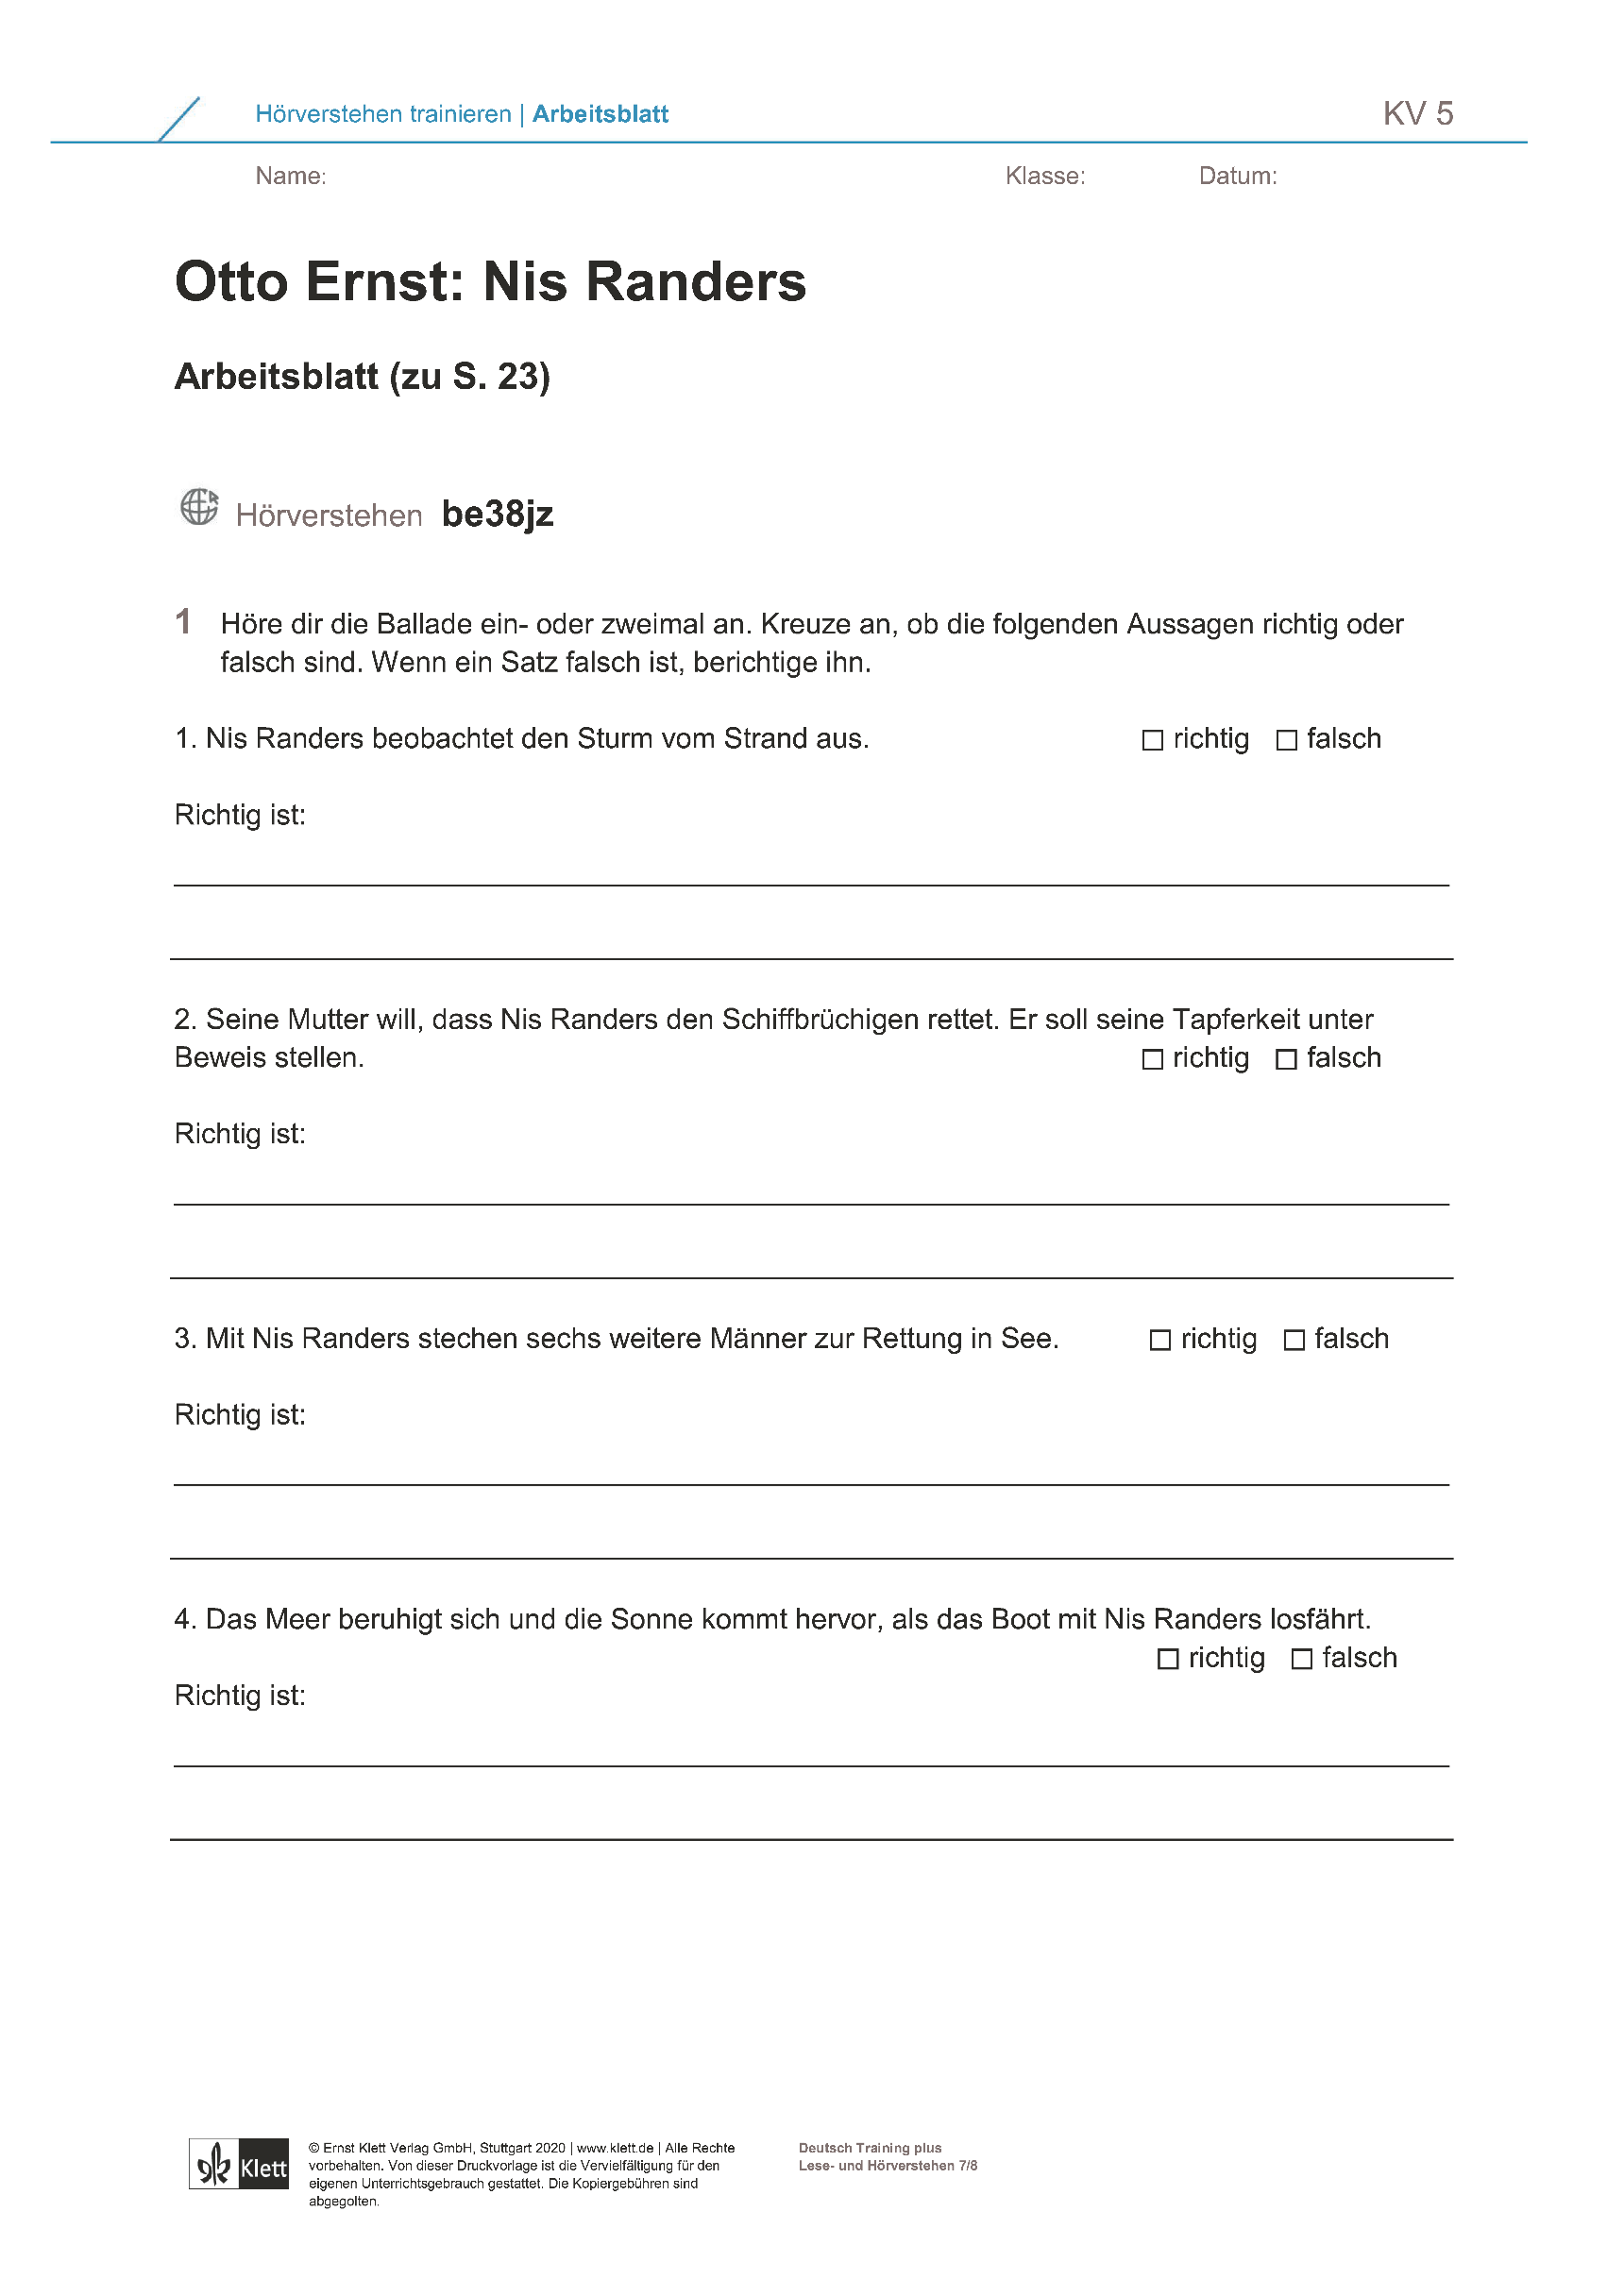 Hörverstehen trainieren | Arbeitsblatt KV 5
Name: Klasse: Datum:
Otto Ernst: Nis Randers
Arbeitsblatt (zu S. 23)
Hörverstehen be38jz
1 Höre dir die Ballade ein- oder zweimal an. Kreuze an, ob die folgenden Aussagen richtig oder
falsch sind. Wenn ein Satz falsch ist, berichtige ihn.
1. Nis Randers beobachtet den Sturm vom Strand aus. □ richtig □ falsch
Richtig ist:
2. Seine Mutter will, dass Nis Randers den Schiffbrüchigen rettet. Er soll seine Tapferkeit unter
Beweis stellen. □ richtig □ falsch
Richtig ist:
3. Mit Nis Randers stechen sechs weitere Männer zur Rettung in See. □ richtig □ falsch
Richtig ist:
4. Das Meer beruhigt sich und die Sonne kommt hervor, als das Boot mit Nis Randers losfährt.
□ richtig □ falsch
Richtig ist:
Klett
© Ernst Klett Verlag GmbH, Stuttgart 2020 | www.klett.de | Alle Rechte
vorbehalten. Von dieser Druckvorlage ist die Vervielfältigung für den
eigenen Unterrichtsgebrauch gestattet. Die Kopiergebühren sind
abgegolten.
Deutsch Training plus
Lese- und Hörverstehen 7/8